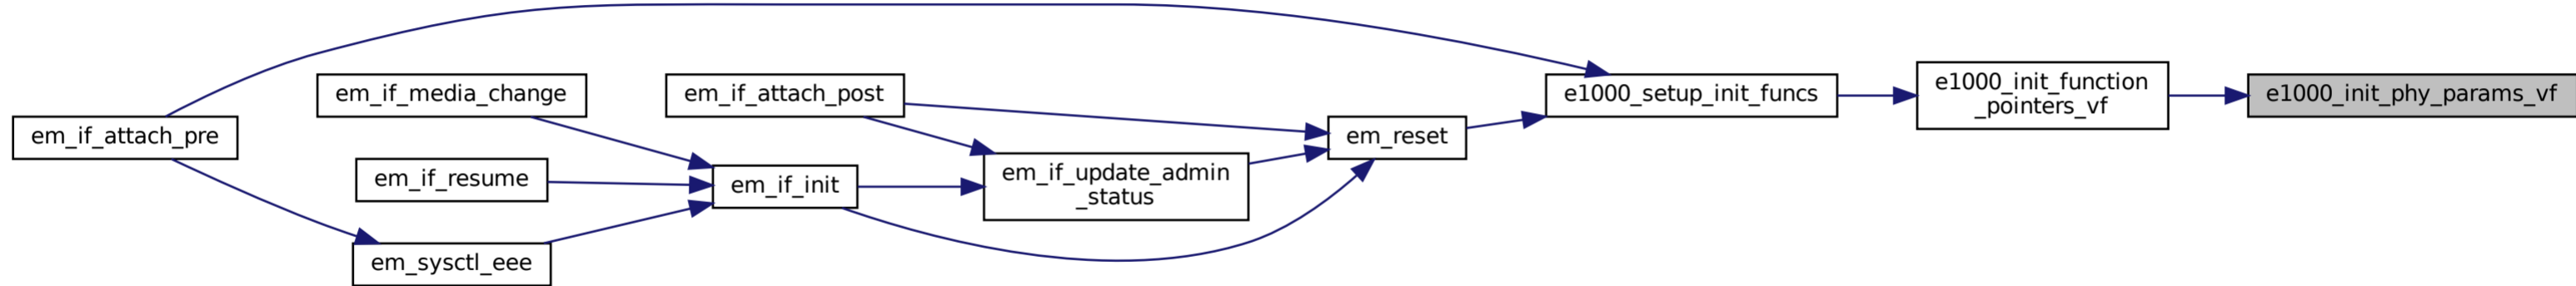 em_if_attach_pre
em_if_media_change
em_if_resume
em_sysctl_eee
em_if_attach_post
em_if_init
em_if_update_admin
_status
em_reset
e1000_setup_init_funcs
e1000_init_function
_pointers_vf
e1000_init_phy_params_vf